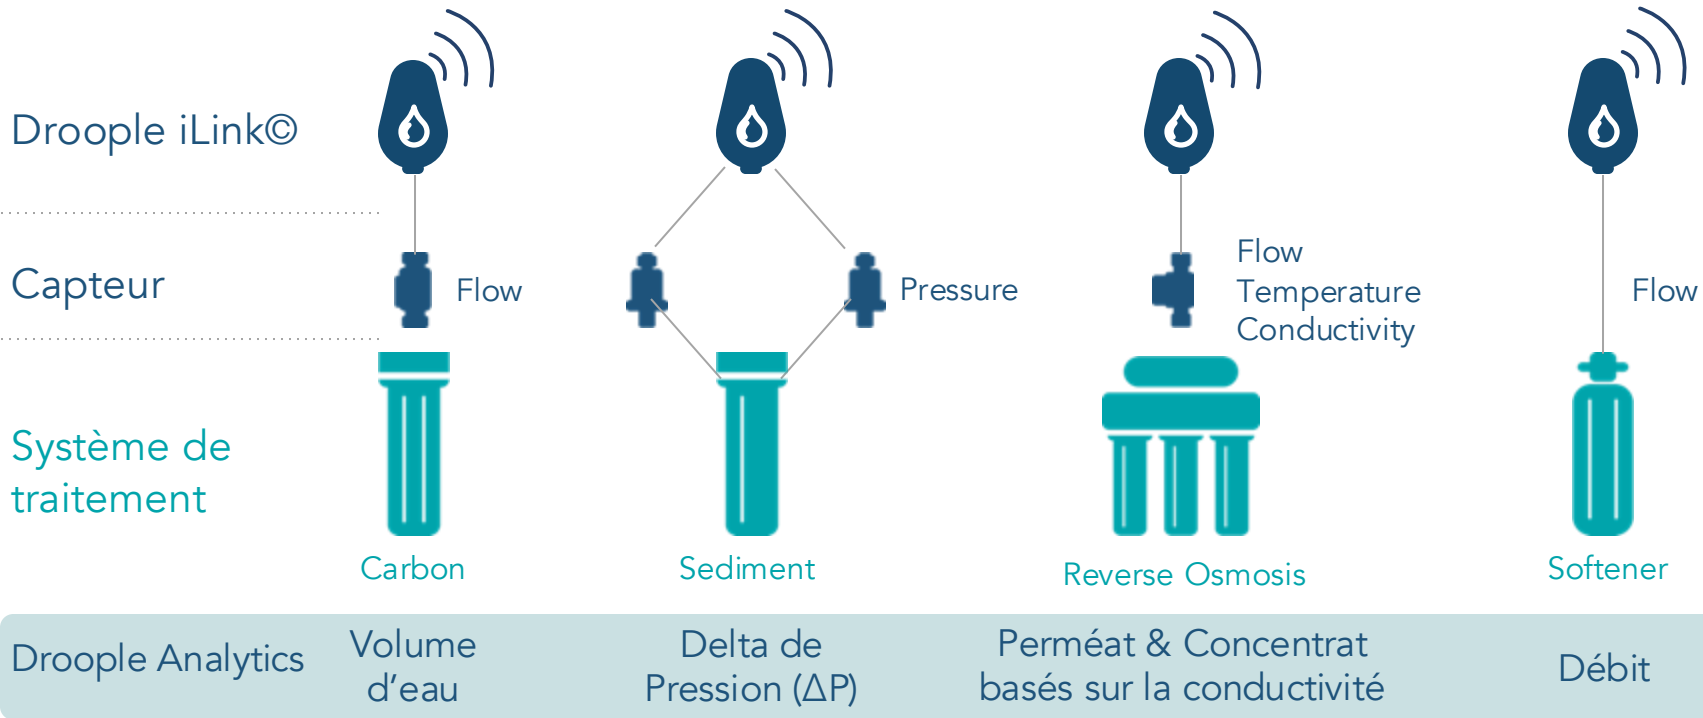 Droople iLink©
Capteur
Flow
Pressure
Flow
Temperature
Conductivity
Flow
Système de
traitement
Carbon
Sediment
Reverse Osmosis
Softener
Droople Analytics
Volume
d’eau
Delta de
Pression (ΔP)
Perméat & Concentrat
basés sur la conductivité
Débit